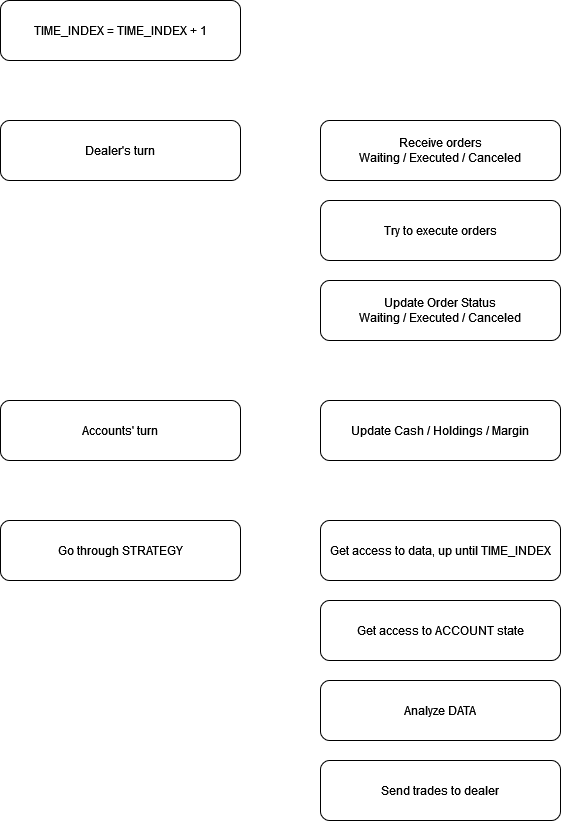 TIME_INDEX = TIME_INDEX + 1
Dealer's turn
Receive orders
Waiting / Executed / Canceled
Try to execute orders
Update Order Status
Waiting / Executed / Canceled
Accounts' turn
Update Cash / Holdings / Margin
Go through STRATEGY
Get access to data, up until TIME_INDEX
Get access to ACCOUNT state
Analyze DATA
Send trades to dealer